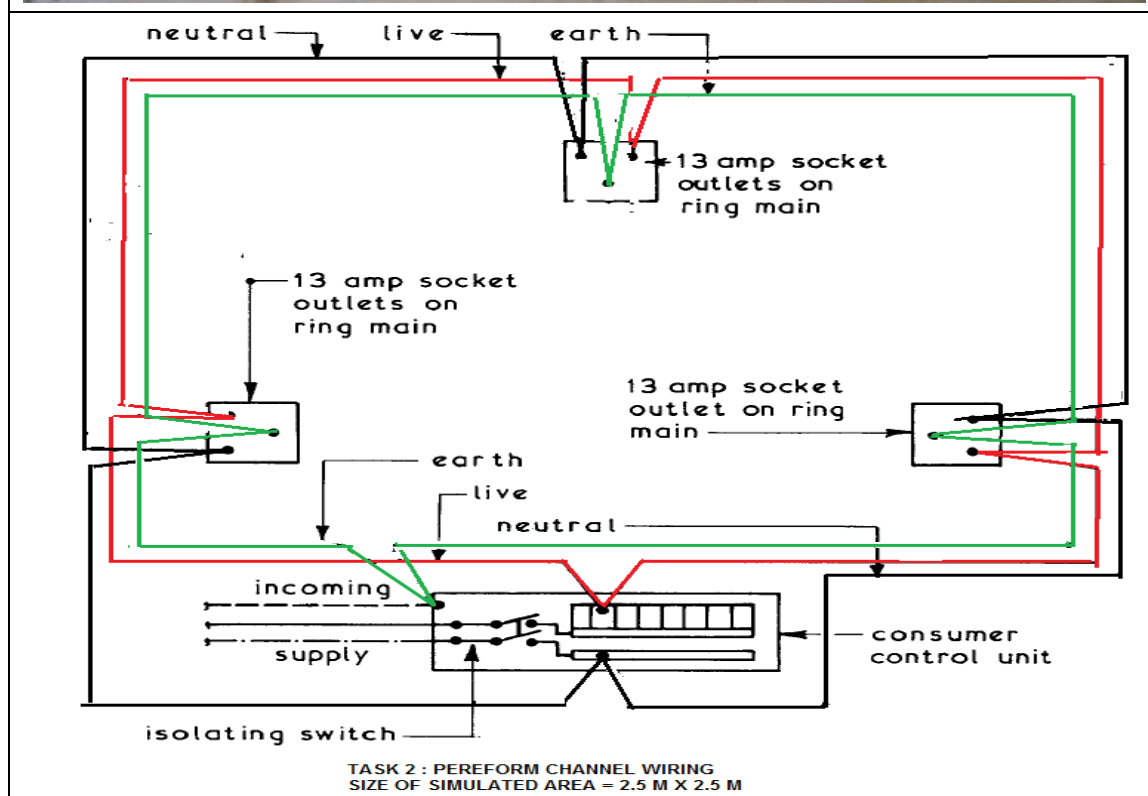 neutral
live
earth
13 amp socket
outlets on
ring main
13 amp socket
outlets on
ring main
13 amp socket
outlet on ring
main
earth
live
neutral
incoming
supply
consumer
control unit
isolating switch
TASK 2 : PEREFORM CHANNEL WIRING
SIZE OF SIMULATED AREA = 2.5 M X 2.5 M